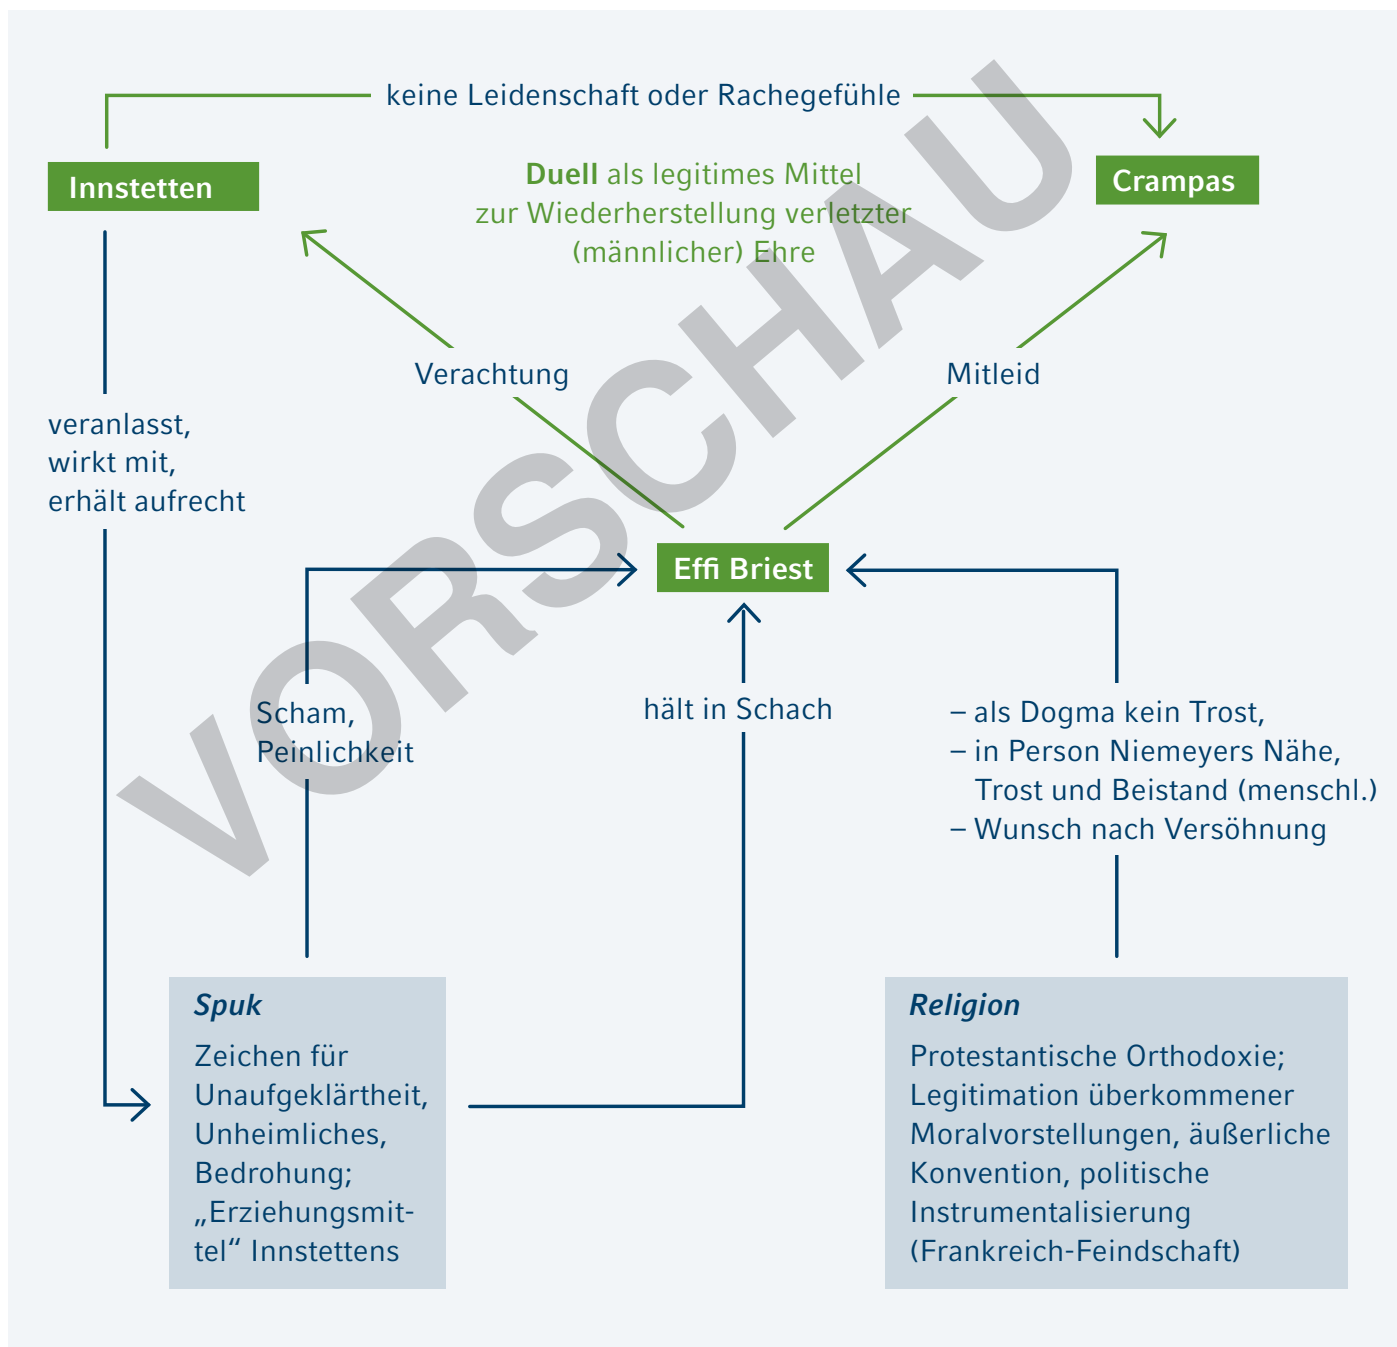 keine Leidenschaft oder Rachegefühle
Innstetten
Duell als legitimes Mittel
zur Wiederherstellung verletzter
(männlicher) Ehre
Crampas
Verachtung
Mitleid
veranlasst,
wirkt mit,
erhält aufrecht
Effi Briest
Scham,
Peinlichkeit
hält in Schach
– als Dogma kein Trost,
– in Person Niemeyers Nähe,
Trost und Beistand (menschl.)
– Wunsch nach Versöhnung
Spuk
Zeichen für
Unaufgeklärtheit,
Unheimliches,
Bedrohung;
„Erziehungsmit-
tel“ Innstettens
Religion
Protestantische Orthodoxie;
Legitimation überkommener
Moralvorstellungen, äußerliche
Konvention, politische
Instrumentalisierung
(Frankreich-Feindschaft)
VORSCHAU